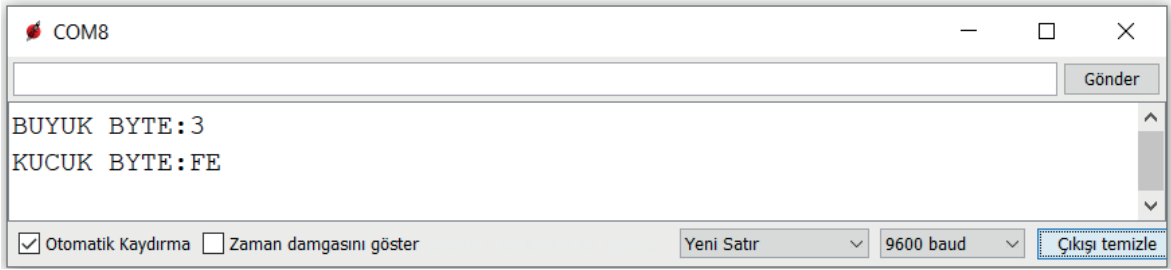 COM8
Gönder
BUYUK BYTE:3
KUCUK BYTE:FE
Otomatik Kaydırma Zaman damgasını göster Yeni Satır 9600 baud Çıkışı temizle